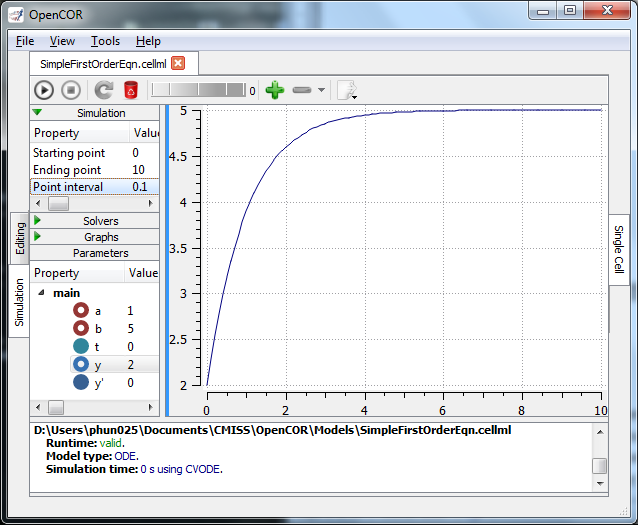 OpenCOR
File View Tools Help
SimpleFirstOrderEqn.cellml
0
Simulation
Property Valu
Starting point 0
Ending point 10
Point interval 0.1
Solvers
Graphs
Parameters
Property Value
main
a 1
b 5
t 0
y 2
y' 0
Editing
Simulation
5
4.5
4
3.5
3
2.5
2
0 2 4 6 8 10
Single Cell
D:\Users\phun025\Documents\CMISS\OpenCOR\Models\SimpleFirstOrderEqn.cellml
Runtime: valid.
Model type: ODE.
Simulation time: 0 s using CVODE.